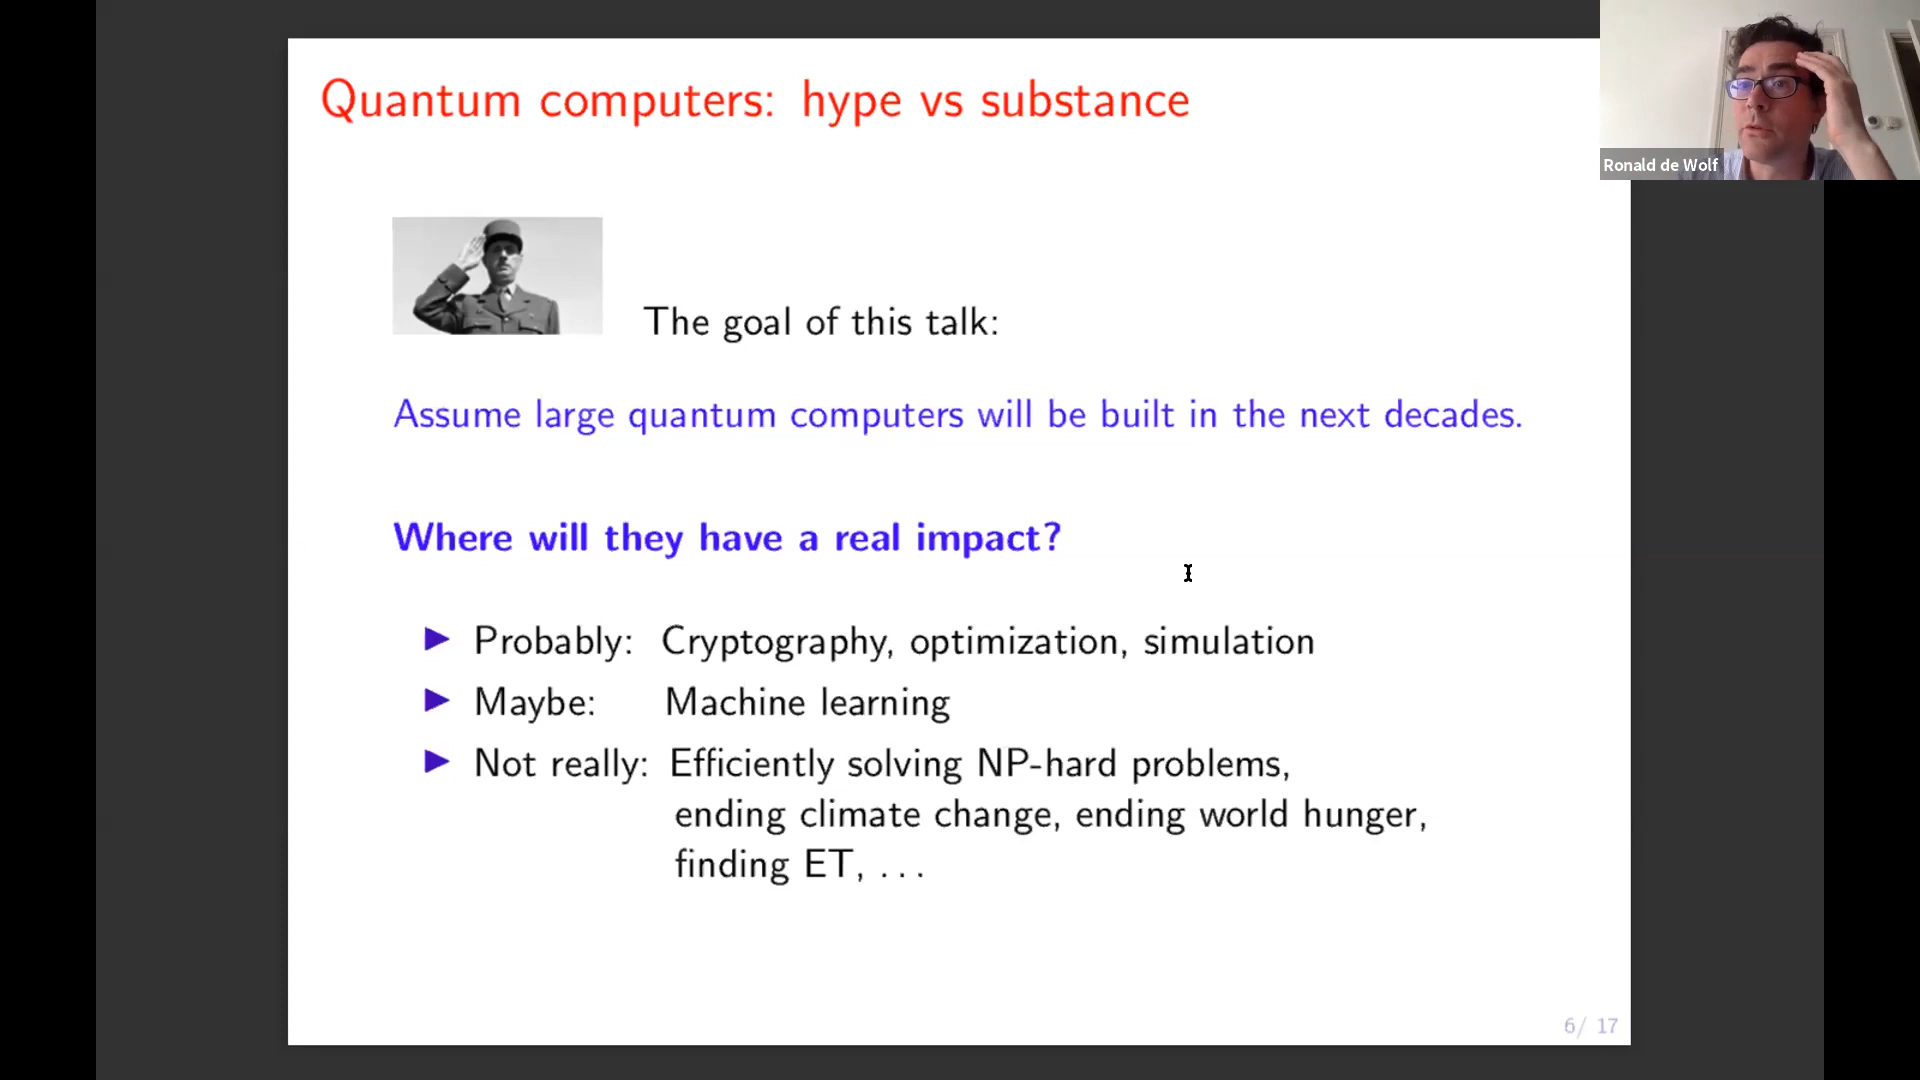 Quantum computers: hype vs substance
Ronald de Wolf
The goal of this talk:
Assume large quantum computers will be built in the next decades.
Where will they have a real impact?
Probably: Cryptography, optimization, simulation
Maybe: Machine learning
Not really: Efficiently solving NP-hard problems,
ending climate change, ending world hunger,
finding ET, ...
6/ 17